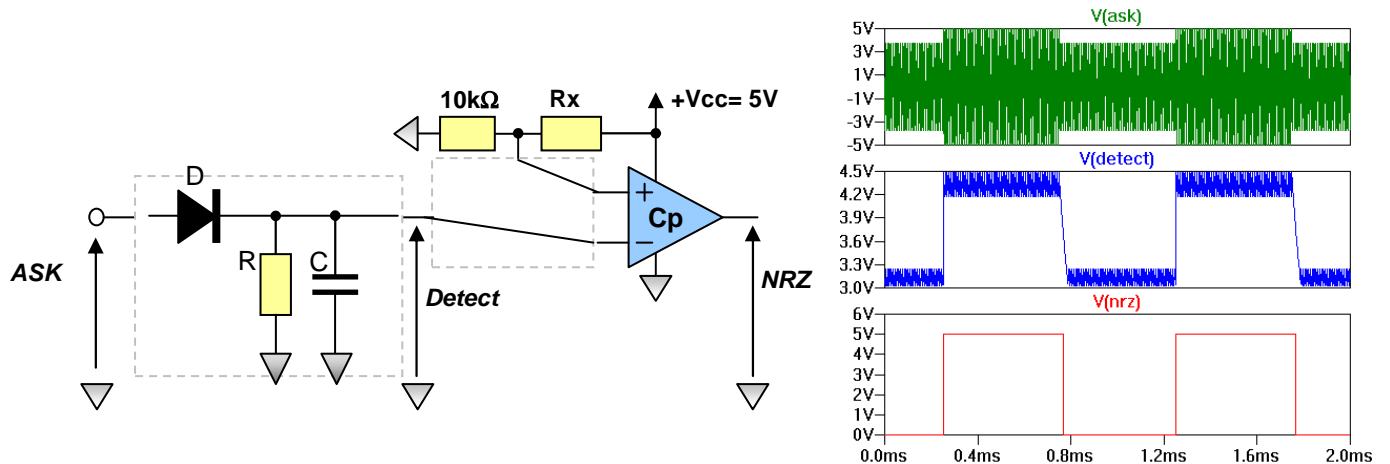 10kΩ Rx +Vcc= 5V
D
R C
ASK
Detect
+
Cp
−
NRZ
V(ask)
5V
3V
1V
-1V
-3V
-5V
V(detect)
4.5V
4.2V
3.9V
3.6V
3.3V
3.0V
V(nrz)
6V
5V
4V
3V
2V
1V
0V
0.0ms 0.4ms 0.8ms 1.2ms 1.6ms 2.0ms